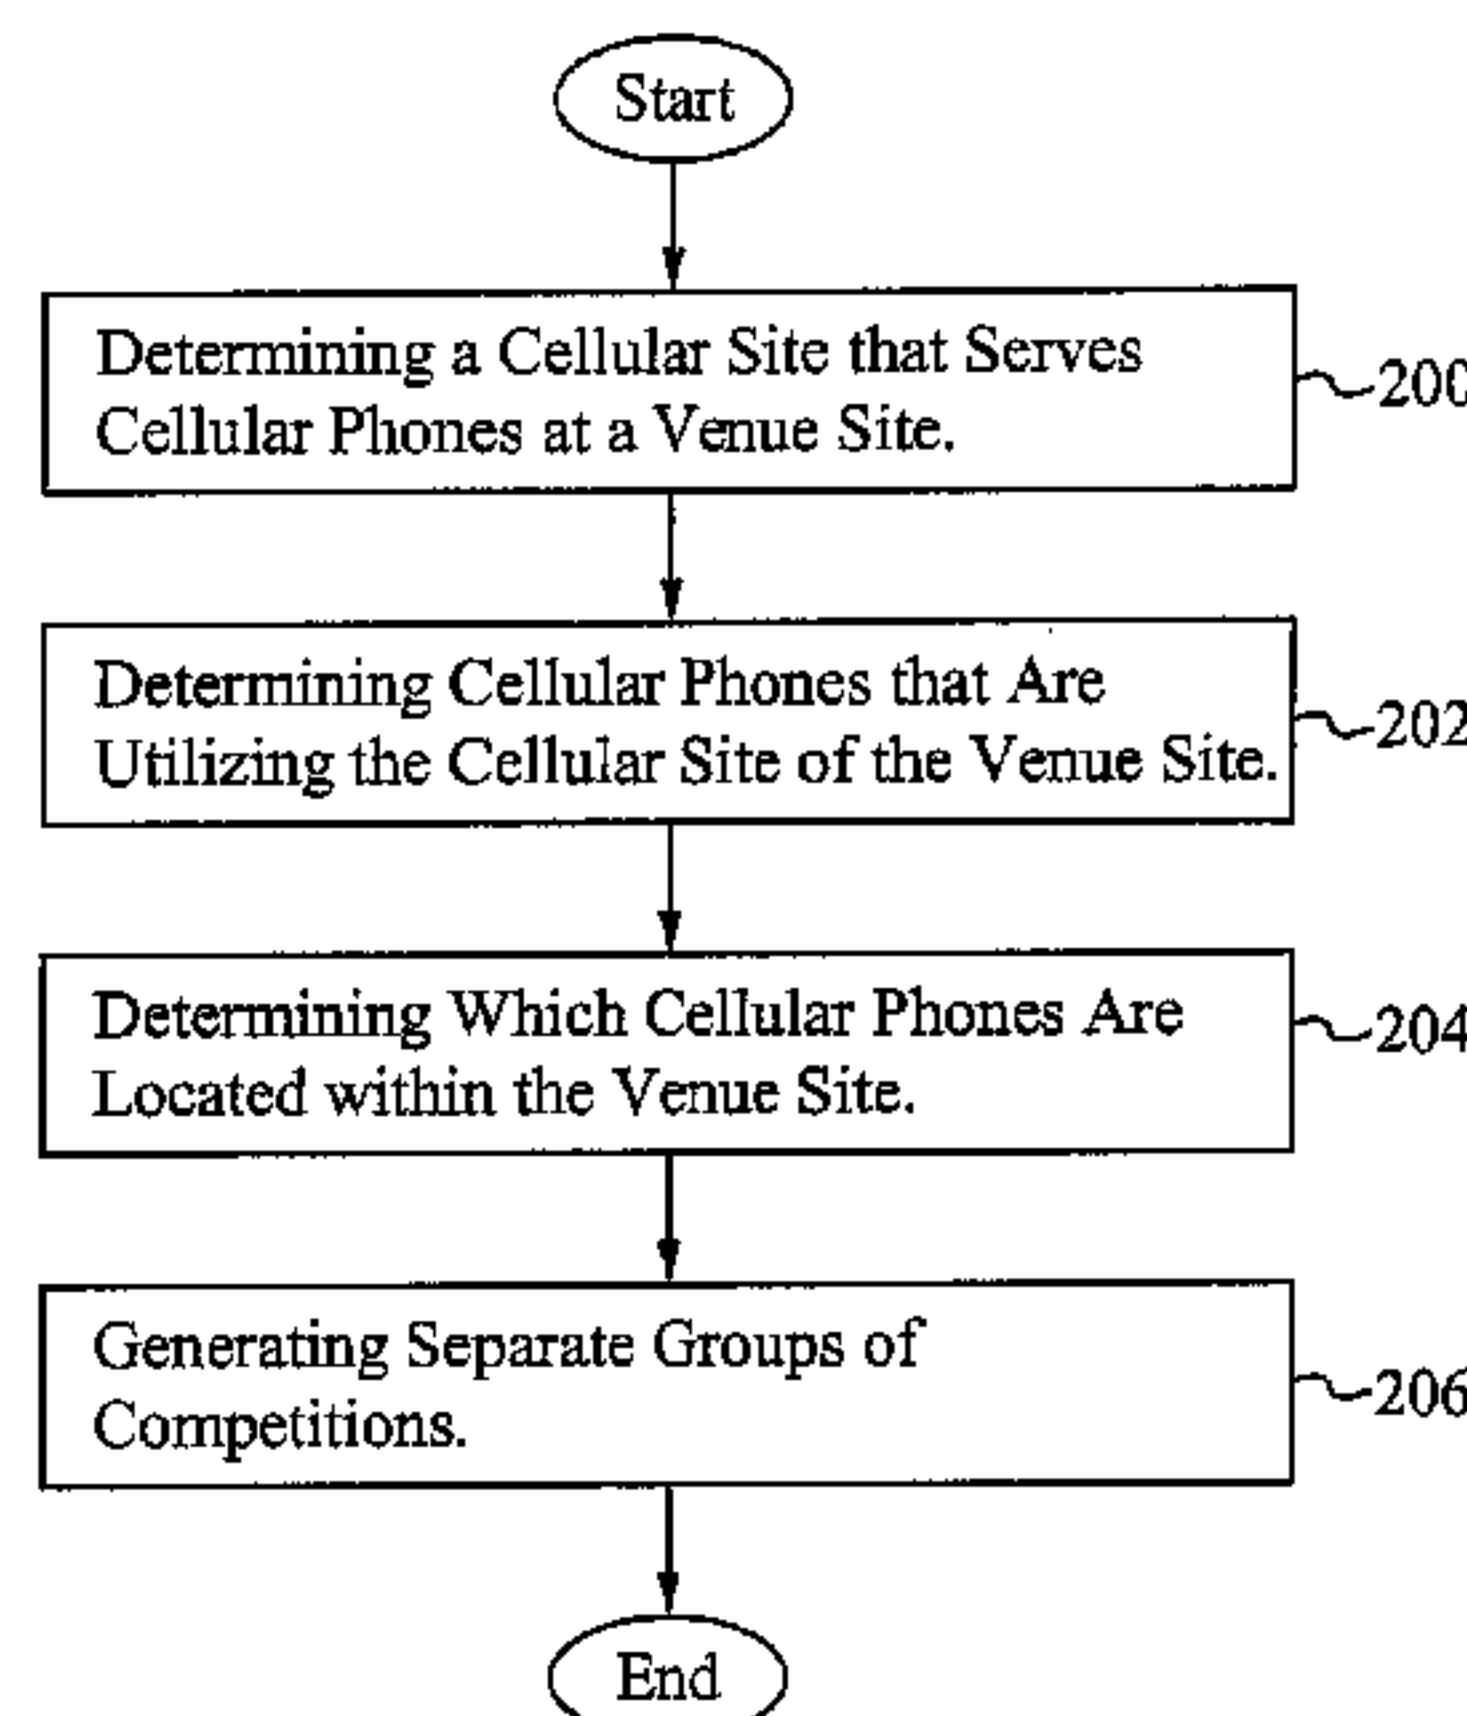 Start
Determining a Cellular Site that Serves
Cellular Phones at a Venue Site.
200
Determining Cellular Phones that Are
Utilizing the Cellular Site of the Venue Site.
202
Determining Which Cellular Phones Are
Located within the Venue Site.
204
Generating Separate Groups of
Competitions.
206
End